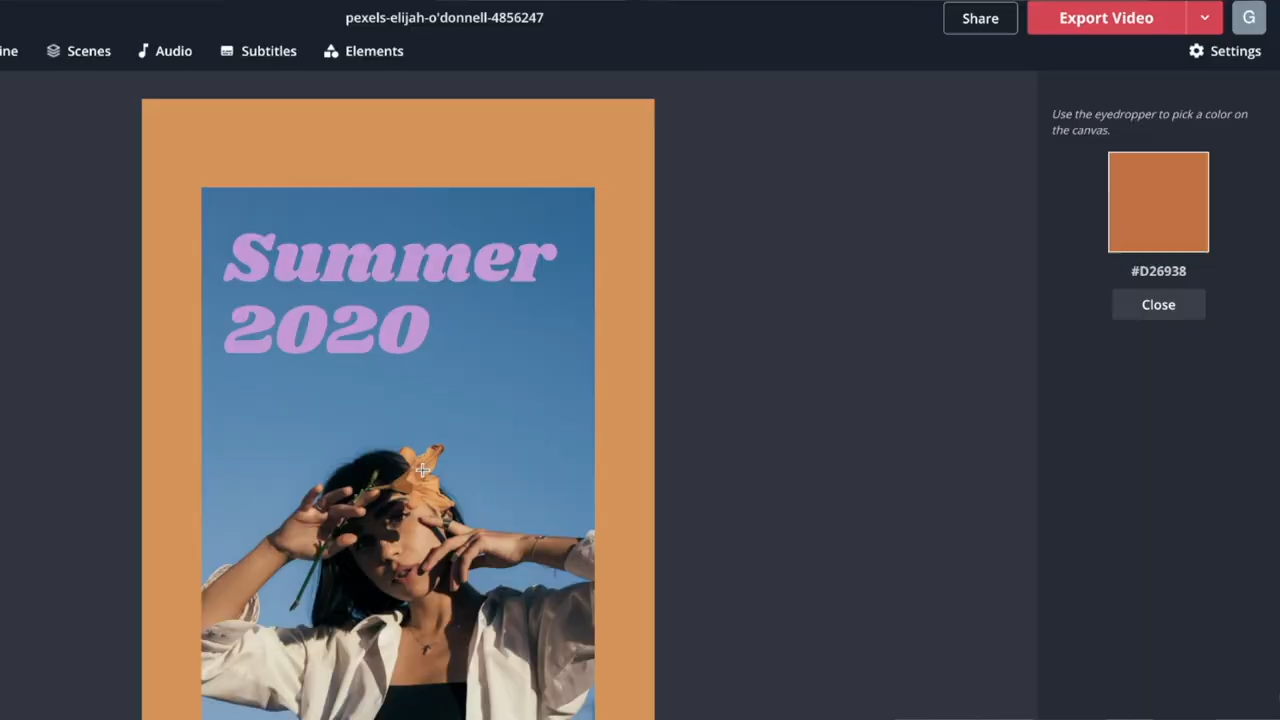 pexels-elijah-o'donnell-4856247
Share
Export Video
G
ine
Scenes
Audio
Subtitles
Elements
Settings
Use the eyedropper to pick a color on
the canvas.
#D26938
Close
Summer
2020